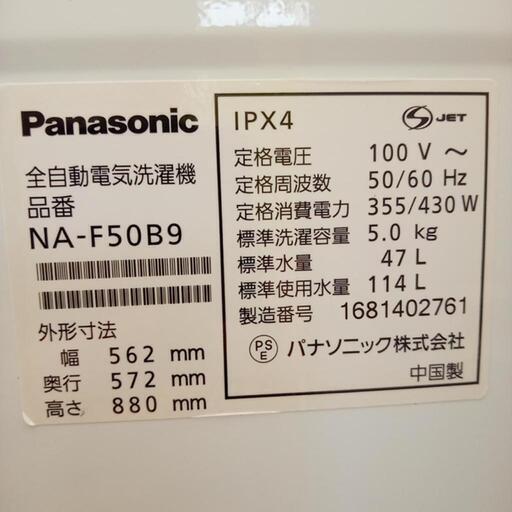 Panasonic
全自動電気洗濯機
品番
NA-F50B9
外形寸法
幅 562 mm
奥行 572 mm
高さ 880 mm
IPX4
S JET
定格電圧 100 V ～
定格周波数 50/60 Hz
定格消費電力 355/430 W
標準洗濯容量 5.0 kg
標準水量 47 L
標準使用水量 114 L
製造番号 1681402761
PSE パナソニック株式会社
中国製